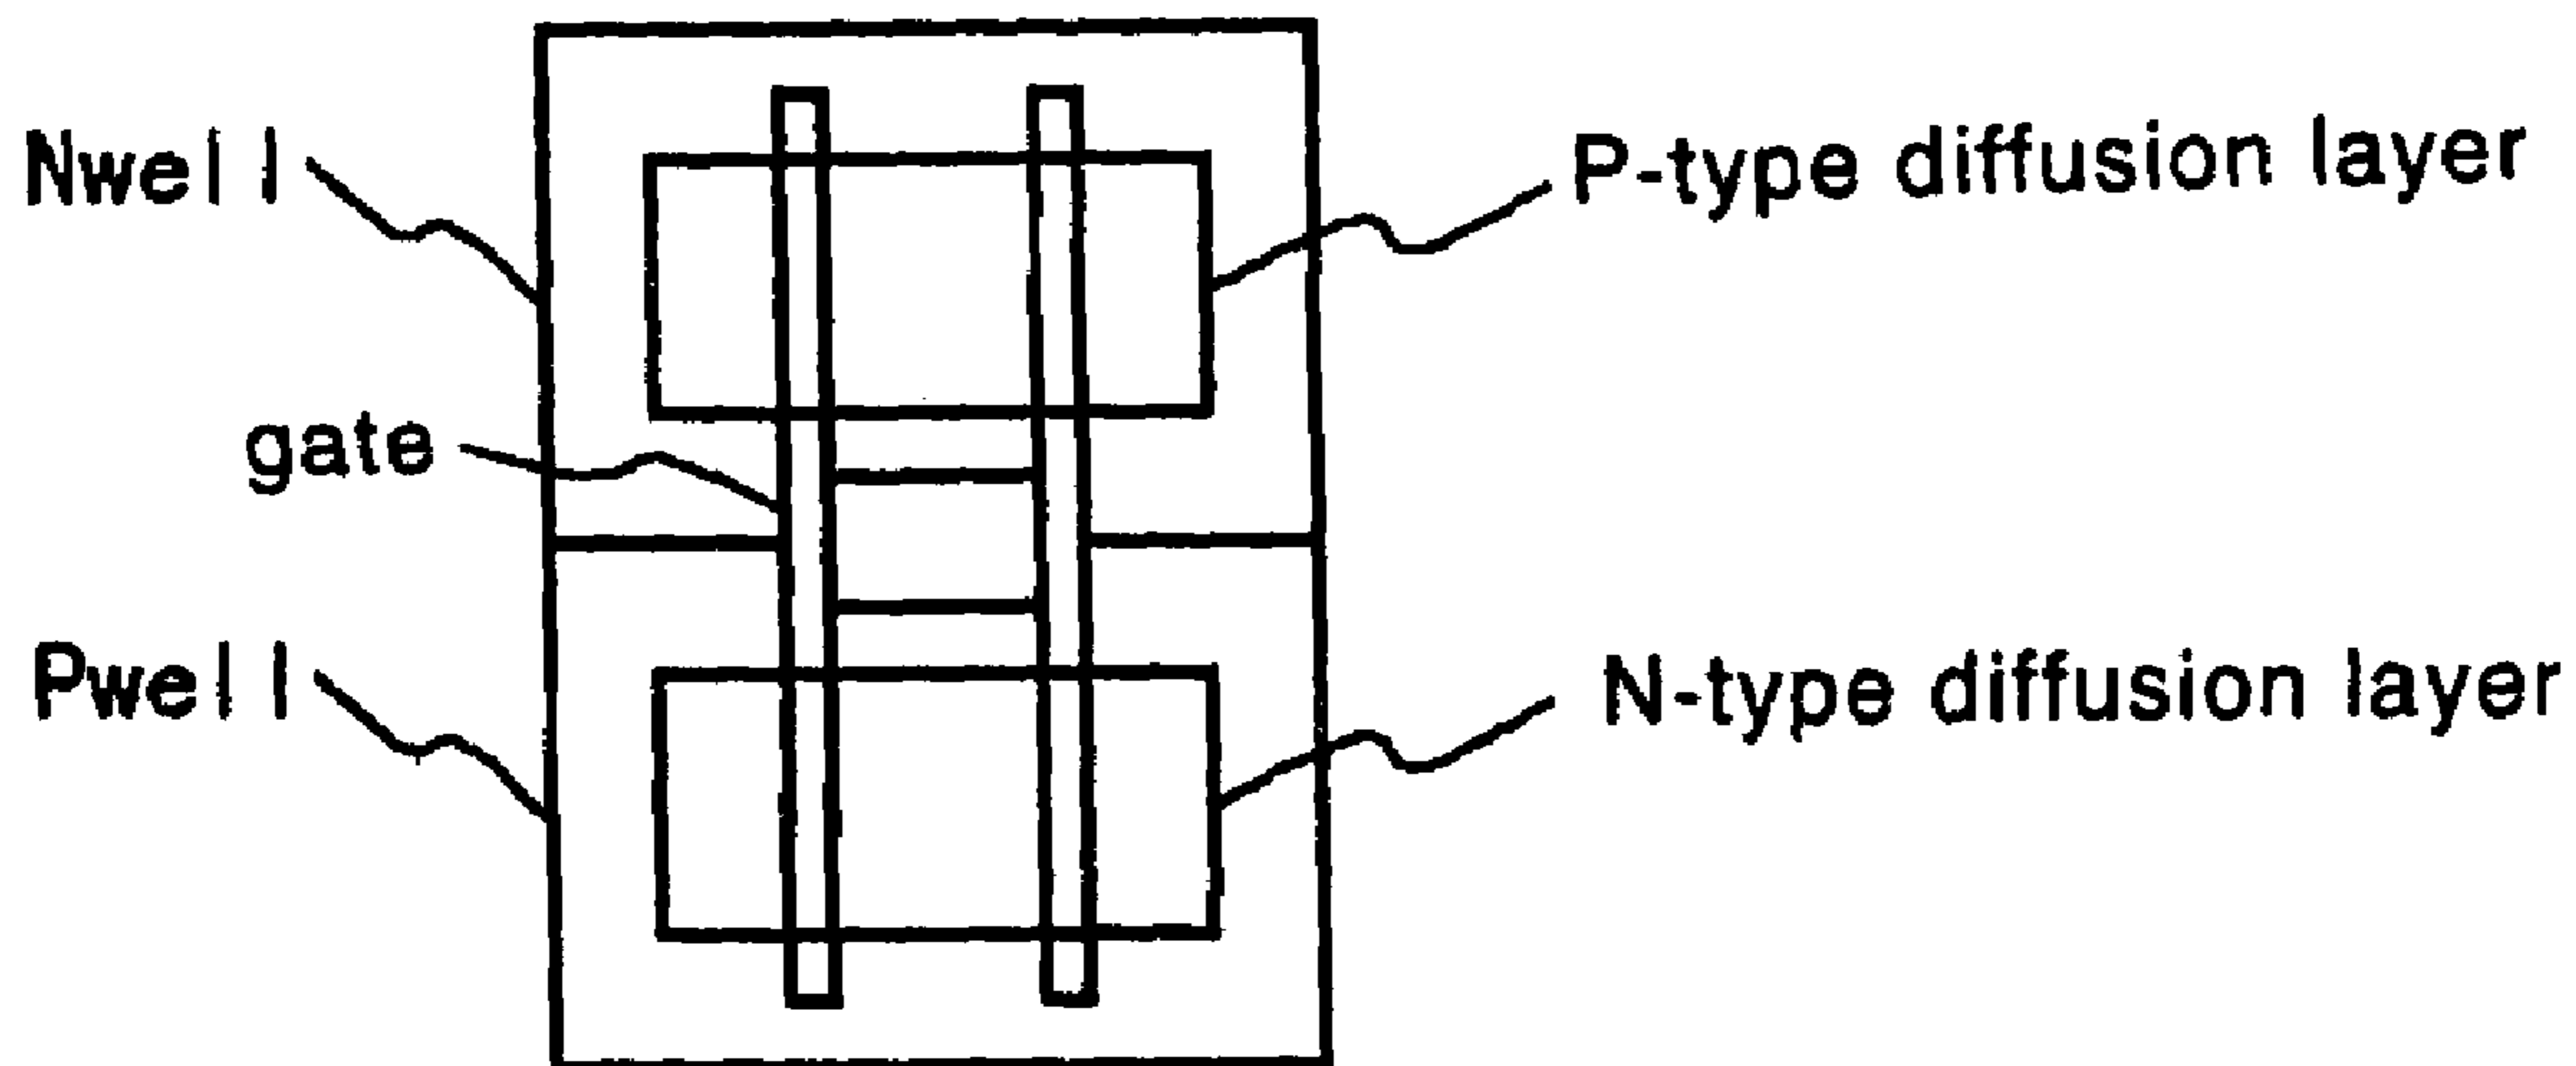 Nwell
P-type diffusion layer
gate
Pwell
N-type diffusion layer